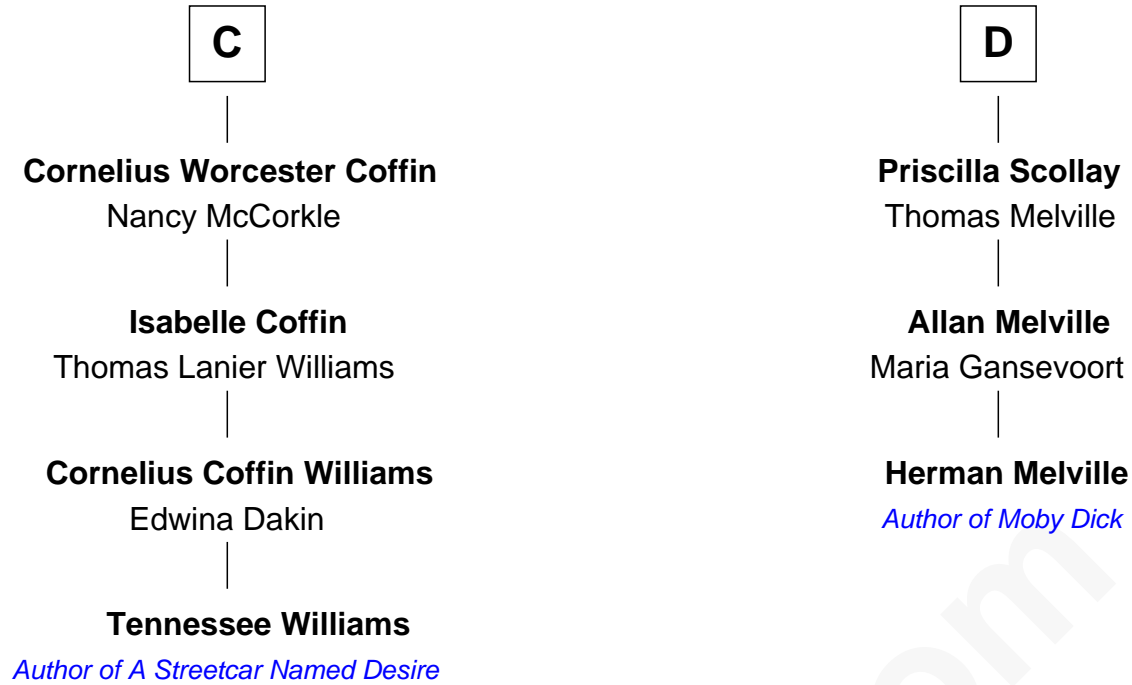 C
Cornelius Worcester Coffin
Nancy McCorkle
Isabelle Coffin
Thomas Lanier Williams
Cornelius Coffin Williams
Edwina Dakin
Tennessee Williams
Author of A Streetcar Named Desire
D
Priscilla Scollay
Thomas Melville
Allan Melville
Maria Gansevoort
Herman Melville
Author of Moby Dick
om